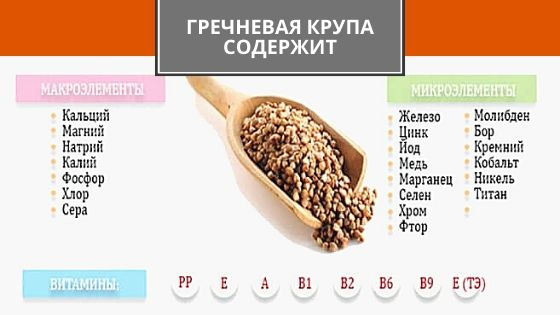 ГРЕЧНЕВАЯ КРУПА
СОДЕРЖИТ
МАКРОЭЛЕМЕНТЫ
Кальций
Магний
Натрий
Калий
Фосфор
Хлор
Сера
МИКРОЭЛЕМЕНТЫ
Железо
Цинк
Йод
Медь
Марганец
Селен
Хром
Фтор
Молибден
Бор
Кремний
Кобальт
Никель
Титан
ВИТАМИНЫ:
PP E A B1 B2 B6 B9 E (ТЭ)